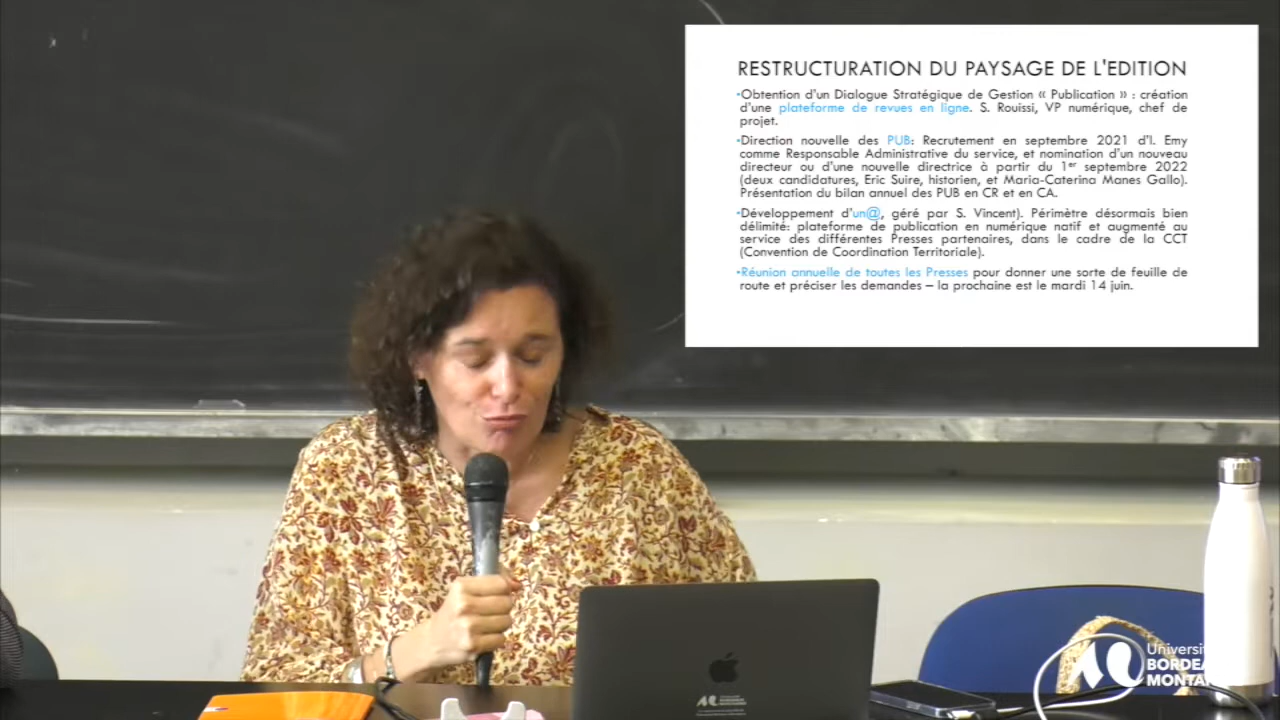 RESTRUCTURATION DU PAYSAGE DE L'EDITION
•Obtention d'un Dialogue Stratégique de Gestion « Publication » : création
d'une plateforme de revues en ligne. S. Rouissi, VP numérique, chef de
projet.
•Direction nouvelle des PUB: Recrutement en septembre 2021 d'I. Emy
comme Responsable Administrative du service, et nomination d'un nouveau
directeur ou d'une nouvelle directrice à partir du 1er septembre 2022
(deux candidatures, Eric Suire, historien, et Maria-Caterina Manes Gallo).
Présentation du bilan annuel des PUB en CR et en CA.
•Développement d'un@, géré par S. Vincent). Périmètre désormais bien
délimité: plateforme de publication en numérique natif et augmenté au
service des différentes Presses partenaires, dans le cadre de la CCT
(Convention de Coordination Territoriale).
•Réunion annuelle de toutes les Presses pour donner une sorte de feuille de
route et préciser les demandes – la prochaine est le mardi 14 juin.
Universi
BORDEA
MONTA